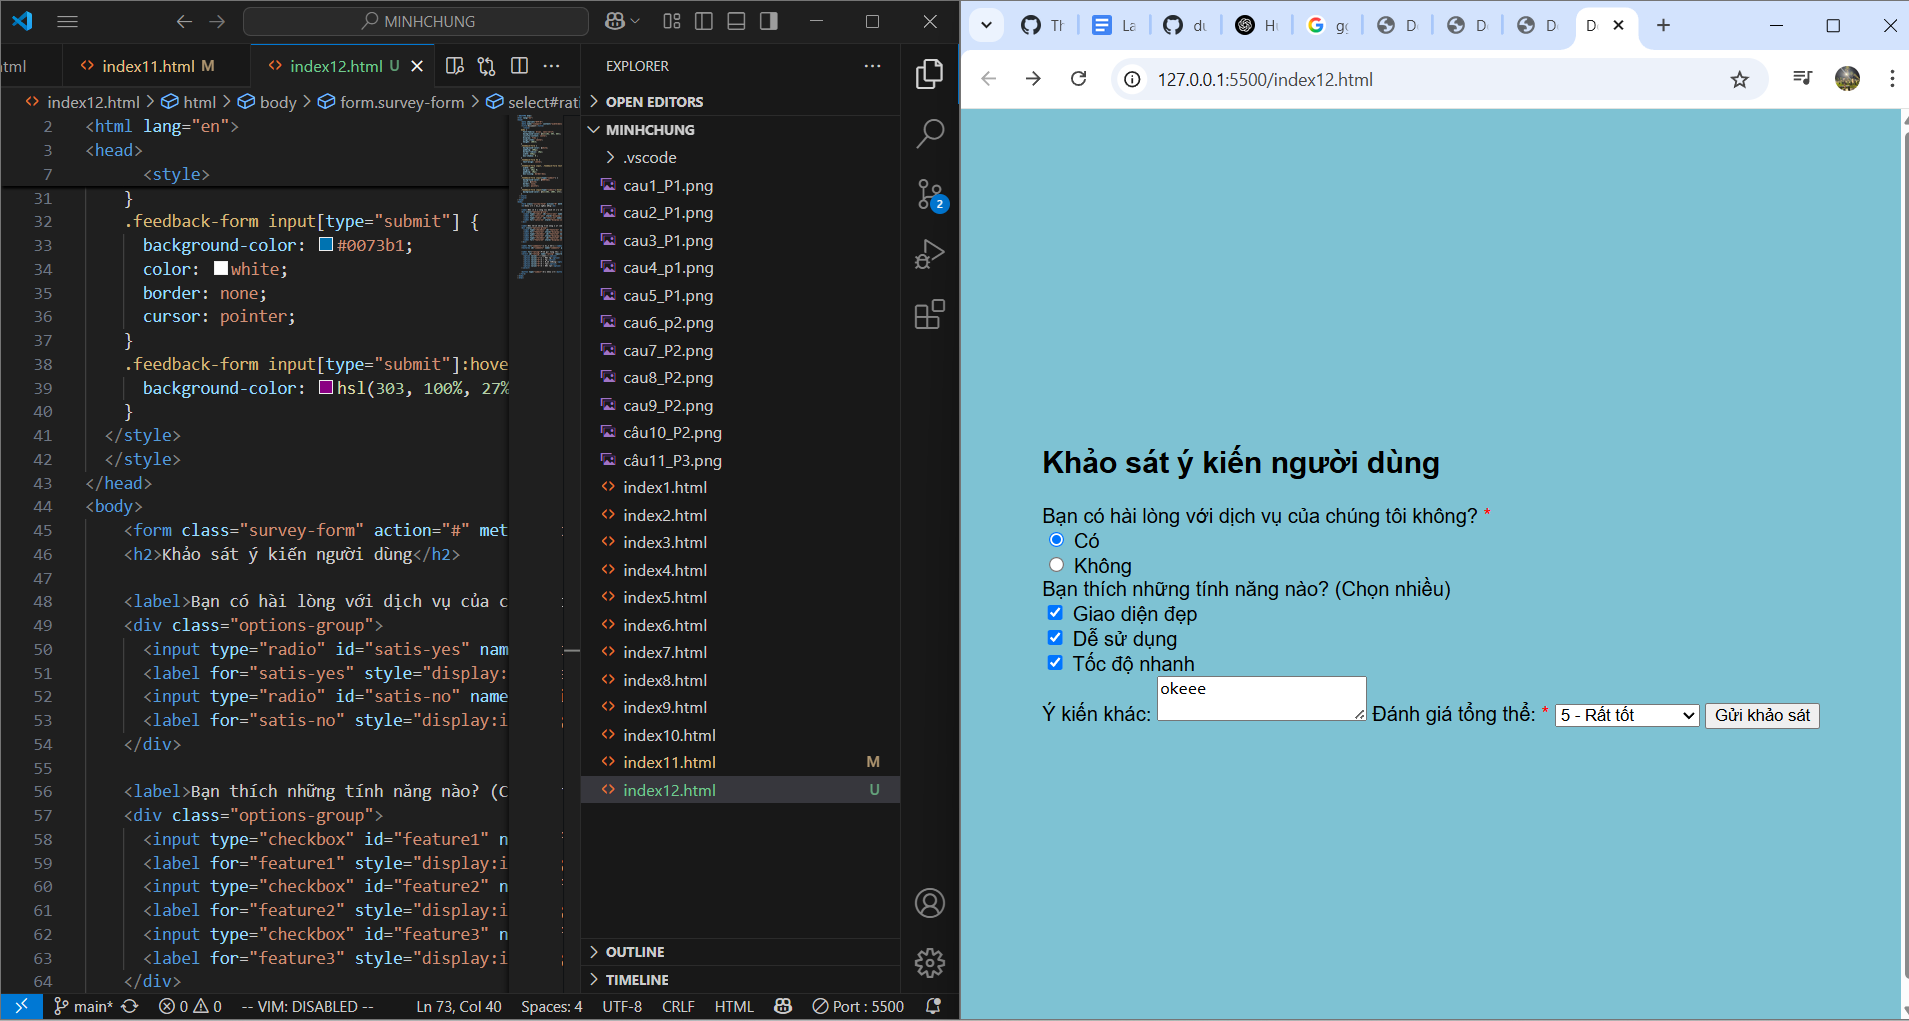 MINHCHUNG
tml
index11.html M
index12.html U
index12.html > html > body > form.survey-form > select#rati
2 <html lang="en">
3 <head>
7 <style>
31 }
32 .feedback-form input[type="submit"] {
33 background-color: #0073b1;
34 color: white;
35 border: none;
36 cursor: pointer;
37 }
38 .feedback-form input[type="submit"]:hove
39 background-color: hsl(303, 100%, 27%
40 }
41 </style>
42 </style>
43 </head>
44 <body>
45 <form class="survey-form" action="#" met
46 <h2>Khảo sát ý kiến người dùng</h2>
47
48 <label>Bạn có hài lòng với dịch vụ của c
49 <div class="options-group">
50 <input type="radio" id="satis-yes" nam
51 <label for="satis-yes" style="display:
52 <input type="radio" id="satis-no" name
53 <label for="satis-no" style="display:i
54 </div>
55
56 <label>Bạn thích những tính năng nào? (C
57 <div class="options-group">
58 <input type="checkbox" id="feature1" n
59 <label for="feature1" style="display:i
60 <input type="checkbox" id="feature2" n
61 <label for="feature2" style="display:i
62 <input type="checkbox" id="feature3" n
63 <label for="feature3" style="display:i
64 </div>
EXPLORER
OPEN EDITORS
MINHCHUNG
.vscode
cau1_P1.png
cau2_P1.png
cau3_P1.png
cau4_p1.png
cau5_P1.png
cau6_p2.png
cau7_P2.png
cau8_P2.png
cau9_P2.png
câu10_P2.png
câu11_P3.png
index1.html
index2.html
index3.html
index4.html
index5.html
index6.html
index7.html
index8.html
index9.html
index10.html
index11.html M
index12.html U
OUTLINE
TIMELINE
2
main* 0 0 -- VIM: DISABLED -- Ln 73, Col 40 Spaces: 4 UTF-8 CRLF HTML Port : 5500
Th La du Hu gg De De De D
127.0.0.1:5500/index12.html
Khảo sát ý kiến người dùng
Bạn có hài lòng với dịch vụ của chúng tôi không? *
Có
Không
Bạn thích những tính năng nào? (Chọn nhiều)
Giao diện đẹp
Dễ sử dụng
Tốc độ nhanh
okeee
Ý kiến khác: Đánh giá tổng thể: * 5 - Rất tốt Gửi khảo sát